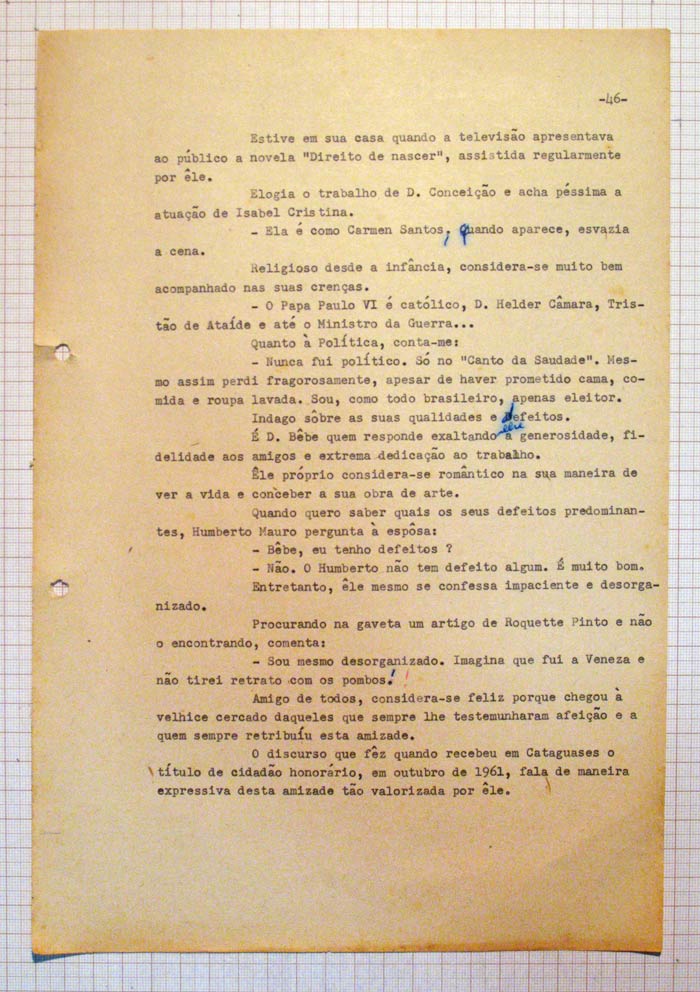 -46-
Estive em sua casa quando a televisão apresentava
ao público a novela "Direito de nascer", assistida regularmente
por êle.
Elogia o trabalho de D. Conceição e acha péssima a
atuação de Isabel Cristina.
- Ela é como Carmen Santos, quando aparece, esvazia
a cena.
Religioso desde a infância, considera-se muito bem
acompanhado nas suas crenças.
- O Papa Paulo VI é católico, D. Helder Câmara, Tris-
tão de Ataíde e até o Ministro da Guerra...
Quanto à Política, conta-me:
- Nunca fui político. Só no "Canto da Saudade". Mes-
mo assim perdi fragorosamente, apesar de haver prometido cama, co-
mida e roupa lavada. Sou, como todo brasileiro, apenas eleitor.
Indago sôbre as suas qualidades e defeitos.
É D. Bêbe quem responde exaltando a generosidade, fi-
delidade aos amigos e extrema dedicação ao trabalho.
Êle próprio considera-se romântico na sua maneira de
ver a vida e conceber a sua obra de arte.
Quando quero saber quais os seus defeitos predominan-
tes, Humberto Mauro pergunta à espôsa:
- Bêbe, eu tenho defeitos ?
- Não. O Humberto não tem defeito algum. É muito bom.
Entretanto, êle mesmo se confessa impaciente e desorga-
nizado.
Procurando na gaveta um artigo de Roquette Pinto e não
o encontrando, comenta:
- Sou mesmo desorganizado. Imagina que fui a Veneza e
não tirei retrato com os pombos! !
Amigo de todos, considera-se feliz porque chegou à
velhice cercado daqueles que sempre lhe testemunharam afeição e a
quem sempre retribuíu esta amizade.
O discurso que fêz quando recebeu em Cataguases o
título de cidadão honorário, em outubro de 1961, fala de maneira
expressiva desta amizade tão valorizada por êle.